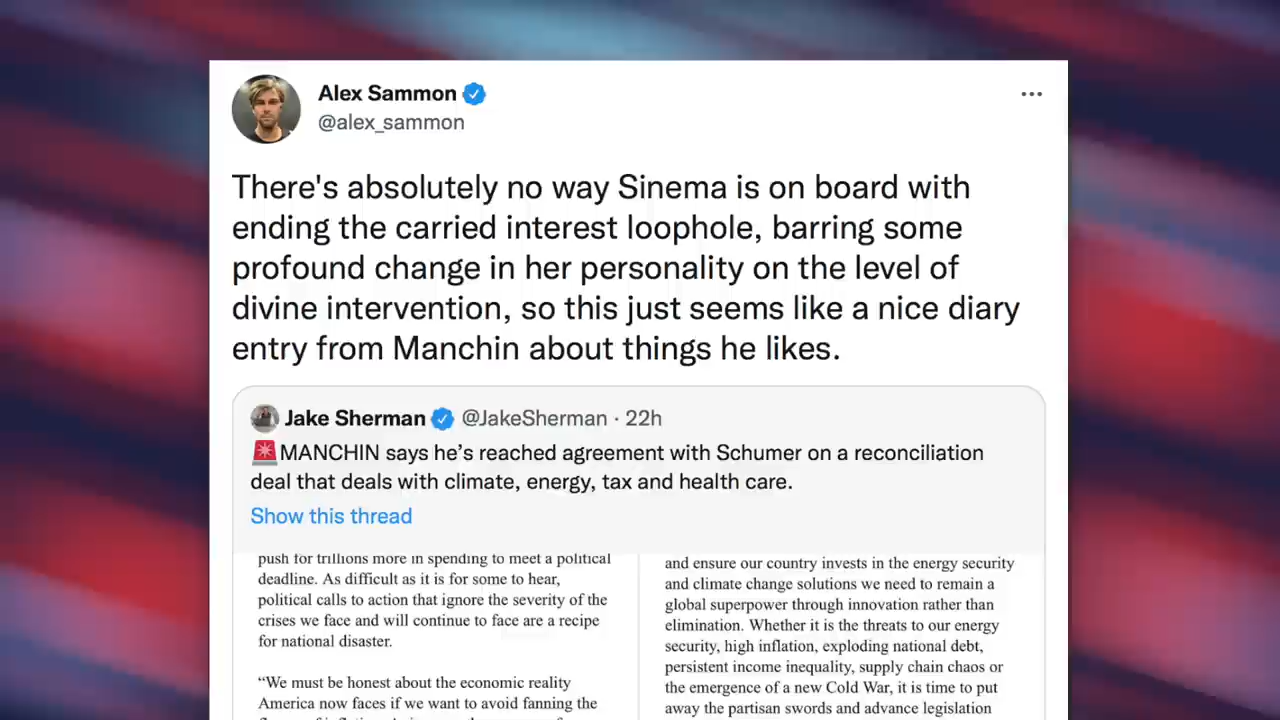 Alex Sammon
@alex_sammon
There's absolutely no way Sinema is on board with
ending the carried interest loophole, barring some
profound change in her personality on the level of
divine intervention, so this just seems like a nice diary
entry from Manchin about things he likes.
Jake Sherman @JakeSherman · 22h
🚨MANCHIN says he's reached agreement with Schumer on a reconciliation
deal that deals with climate, energy, tax and health care.
Show this thread
push for trillions more in spending to meet a political
deadline. As difficult as it is for some to hear,
political calls to action that ignore the severity of the
crises we face and will continue to face are a recipe
for national disaster.
“We must be honest about the economic reality
America now faces if we want to avoid fanning the
and ensure our country invests in the energy security
and climate change solutions we need to remain a
global superpower through innovation rather than
elimination. Whether it is the threats to our energy
security, high inflation, exploding national debt,
persistent income inequality, supply chain chaos or
the emergence of a new Cold War, it is time to put
away the partisan swords and advance legislation